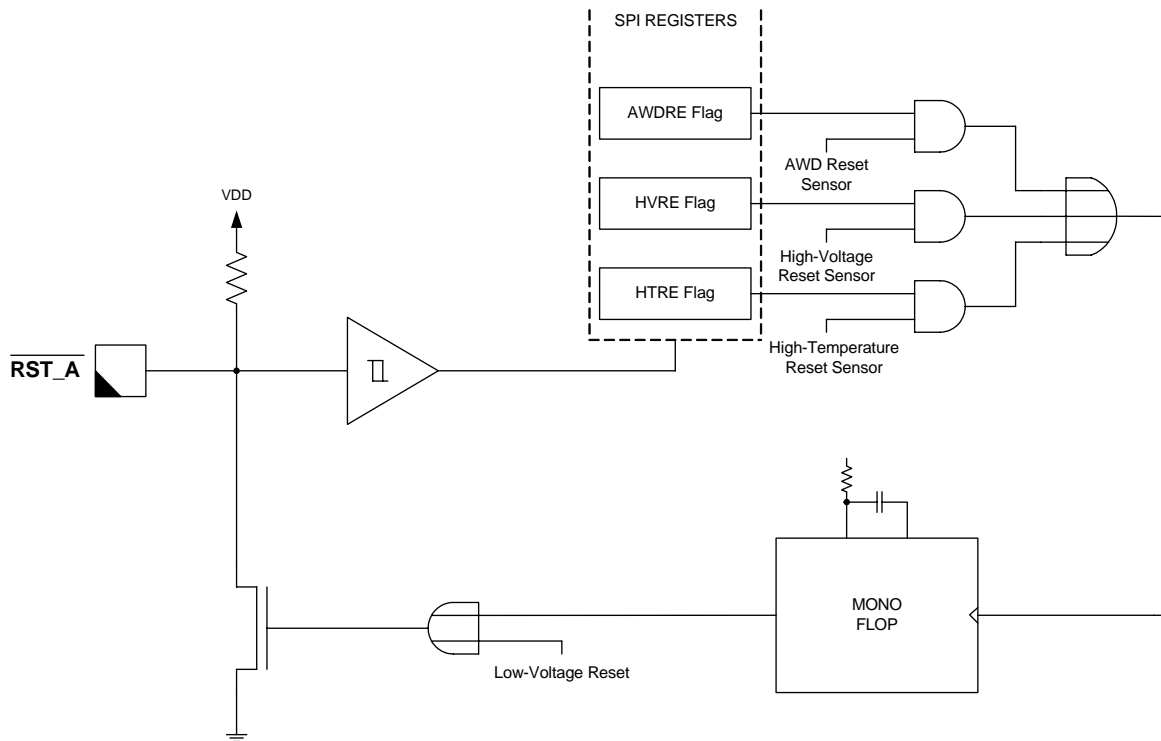 SPI REGISTERS
AWDRE Flag
AWD Reset
Sensor
HVRE Flag
High-Voltage
Reset Sensor
HTRE Flag
High-Temperature
Reset Sensor
VDD
RST_A
MONO
FLOP
Low-Voltage Reset